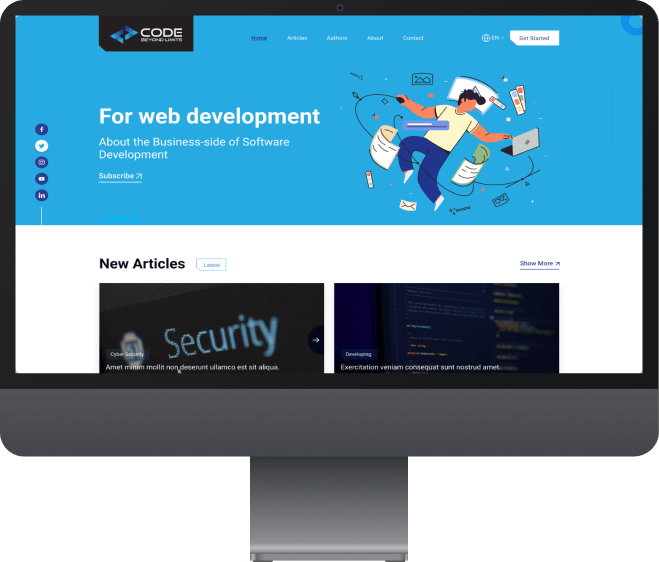 CODE
BEYOND LIMITS
Home Articles Authors About Contact EN Get Started
For web development
About the Business-side of Software
Development
Subscribe
New Articles Latest Show More
Security
Cyber Security
Amet minim mollit non deserunt ullamco est sit aliqua.
Developing
Exercitation veniam consequat sunt nostrud amet.